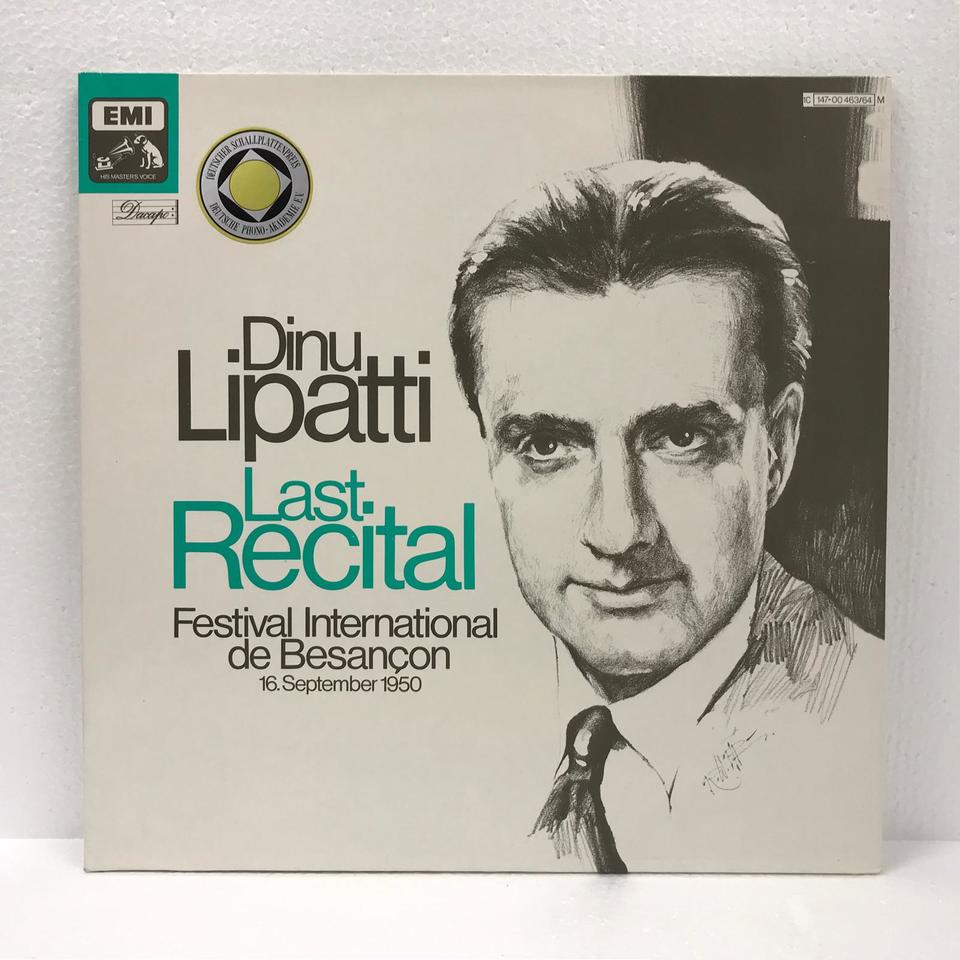 EMI
HIS MASTER'S VOICE
Dacapo
DEUTSCHER SCHALLPLATTENPREIS
DEUTSCHE PHONO-AKADEMIE E.V.
1C 147-00 463/64 M
Dinu
Lipatti
Last
Recital
Festival International
de Besançon
16. September 1950